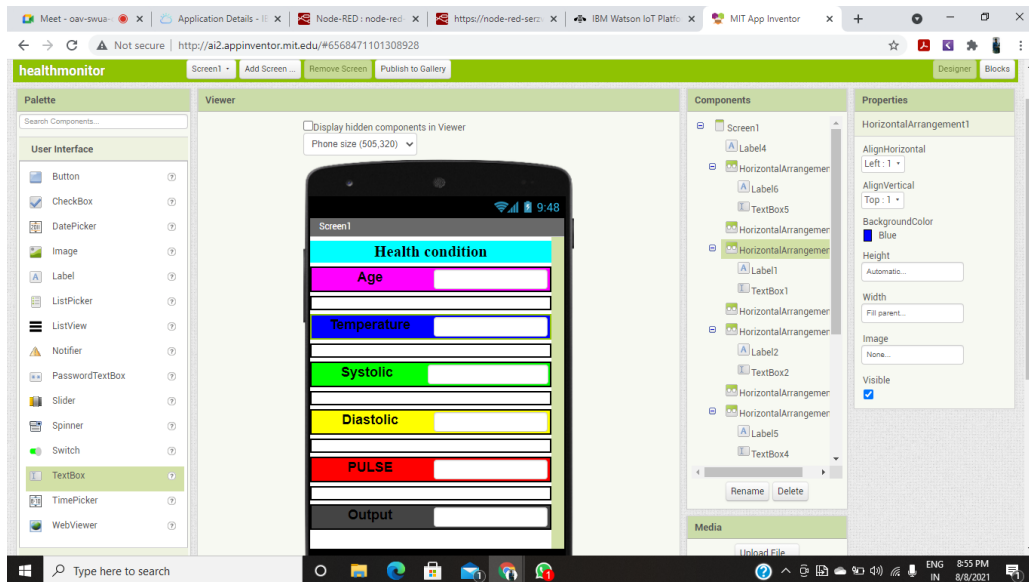 Meet - oav-swua-
Application Details - IE
Node-RED : node-red-
https://node-red-serz
IBM Watson IoT Platfo
MIT App Inventor
Not secure | http://ai2.appinventor.mit.edu/#6568471101308928
healthmonitor
Screen1
Add Screen ...
Remove Screen
Publish to Gallery
Designer
Blocks
Palette
Search Components...
User Interface
Button
CheckBox
DatePicker
Image
Label
ListPicker
ListView
Notifier
PasswordTextBox
Slider
Spinner
Switch
TextBox
TimePicker
WebViewer
Viewer
Display hidden components in Viewer
Phone size (505,320)
9:48
Screen1
Health condition
Age
Temperature
Systolic
Diastolic
PULSE
Output
Components
Screen1
Label4
HorizontalArrangemer
Label6
TextBox5
HorizontalArrangemer
HorizontalArrangemer
Label1
TextBox1
HorizontalArrangemer
HorizontalArrangemer
Label2
TextBox2
HorizontalArrangemer
HorizontalArrangemer
Label5
TextBox4
Rename
Delete
Media
Upload File ...
Properties
HorizontalArrangement1
AlignHorizontal
Left : 1
AlignVertical
Top : 1
BackgroundColor
Blue
Height
Automatic...
Width
Fill parent...
Image
None...
Visible
Type here to search
ENG
IN
8:55 PM
8/8/2021